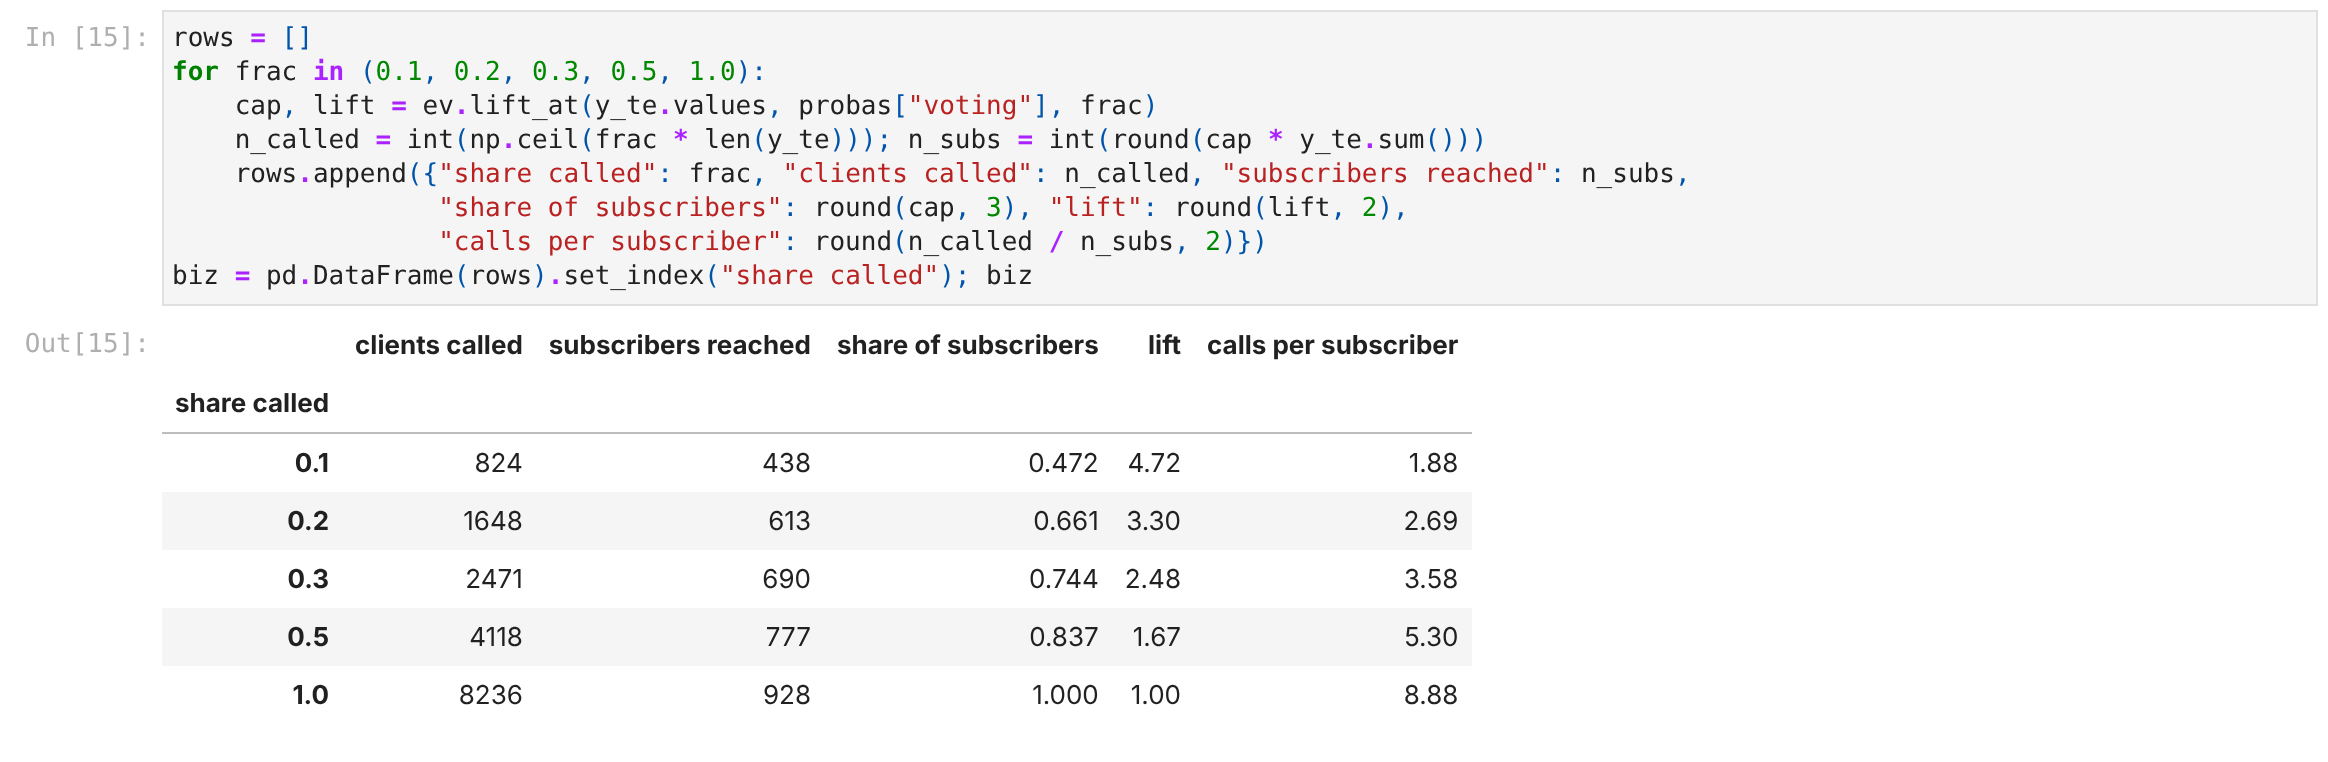 In [15]:
rows = []
for frac in (0.1, 0.2, 0.3, 0.5, 1.0):
    cap, lift = ev.lift_at(y_te.values, probas["voting"], frac)
    n_called = int(np.ceil(frac * len(y_te))); n_subs = int(round(cap * y_te.sum()))
    rows.append({"share called": frac, "clients called": n_called, "subscribers reached": n_subs,
                 "share of subscribers": round(cap, 3), "lift": round(lift, 2),
                 "calls per subscriber": round(n_called / n_subs, 2)})
biz = pd.DataFrame(rows).set_index("share called"); biz
Out[15]:
clients called subscribers reached share of subscribers lift calls per subscriber
share called
0.1 824 438 0.472 4.72 1.88
0.2 1648 613 0.661 3.30 2.69
0.3 2471 690 0.744 2.48 3.58
0.5 4118 777 0.837 1.67 5.30
1.0 8236 928 1.000 1.00 8.88